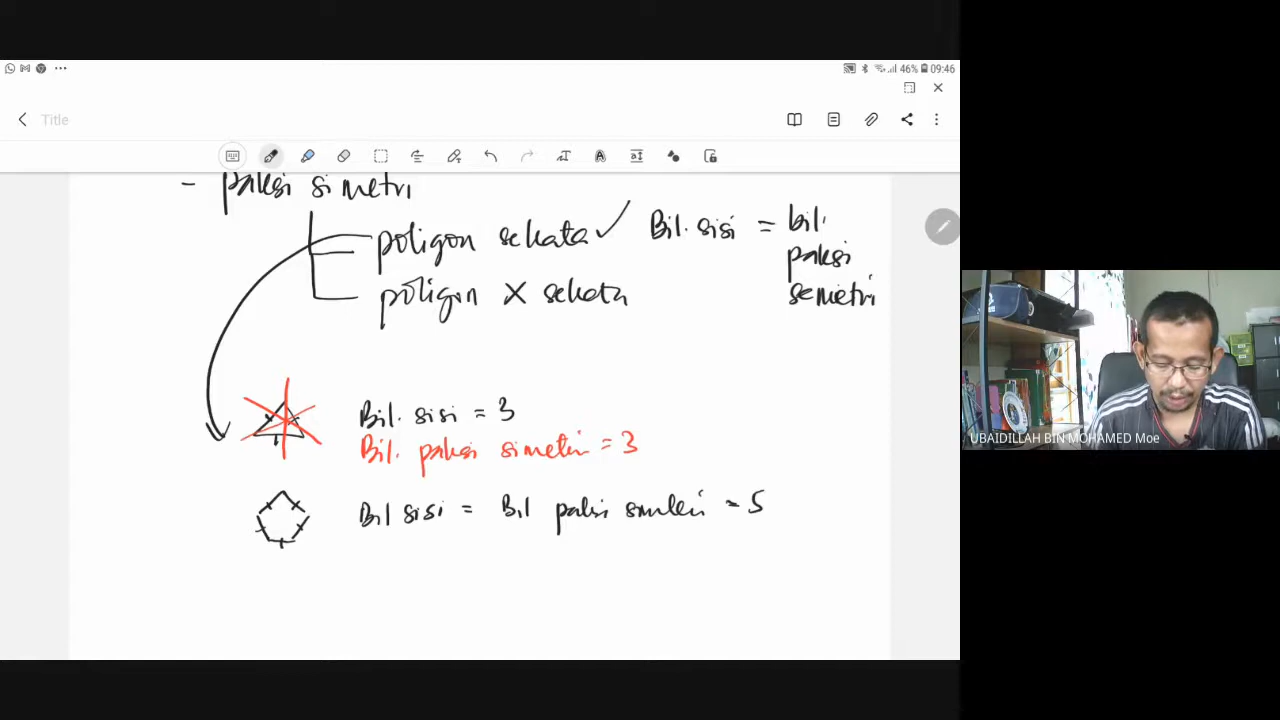 46% 09:46
Title
- paksi simetri
poligon sekata ✓ Bil. sisi = bil.
paksi
semetri
poligon X sekata
Bil. sisi = 3
Bil. paksi simetri = 3
Bil sisi = Bil paksi simetri = 5
UBAIDILLAH BIN MOHAMED Moe